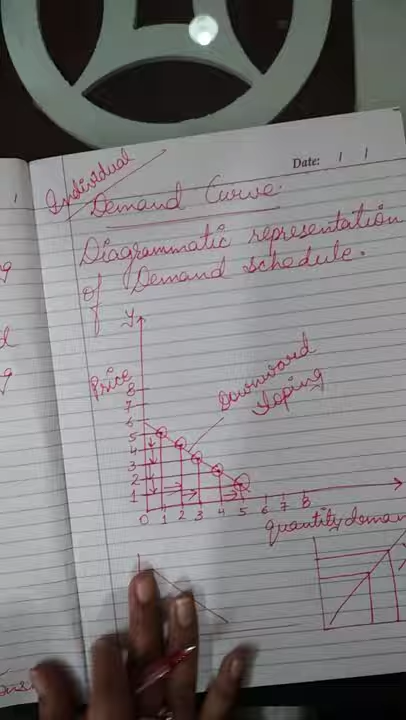 Individual
Date:
Demand Curve.
Diagrammatic representation
of Demand schedule.
Y
Price
8
7
6
5
4
3
2
1
0 1 2 3 4 5 6 7 8
Downward
sloping
quantity deman